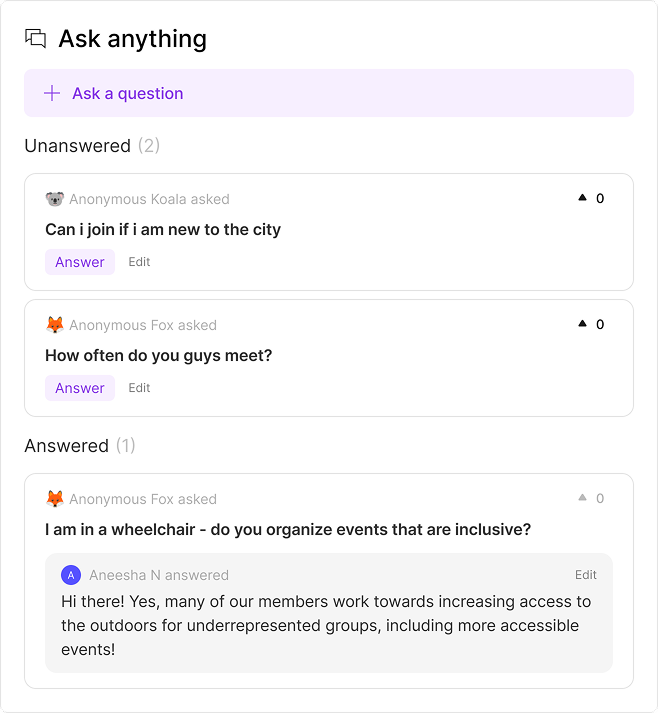 Ask anything
Ask a question
Unanswered (2)
Anonymous Koala asked
0
Can i join if i am new to the city
Answer Edit
Anonymous Fox asked
0
How often do you guys meet?
Answer Edit
Answered (1)
Anonymous Fox asked
0
I am in a wheelchair - do you organize events that are inclusive?
A Aneesha N answered
Edit
Hi there! Yes, many of our members work towards increasing access to
the outdoors for underrepresented groups, including more accessible
events!